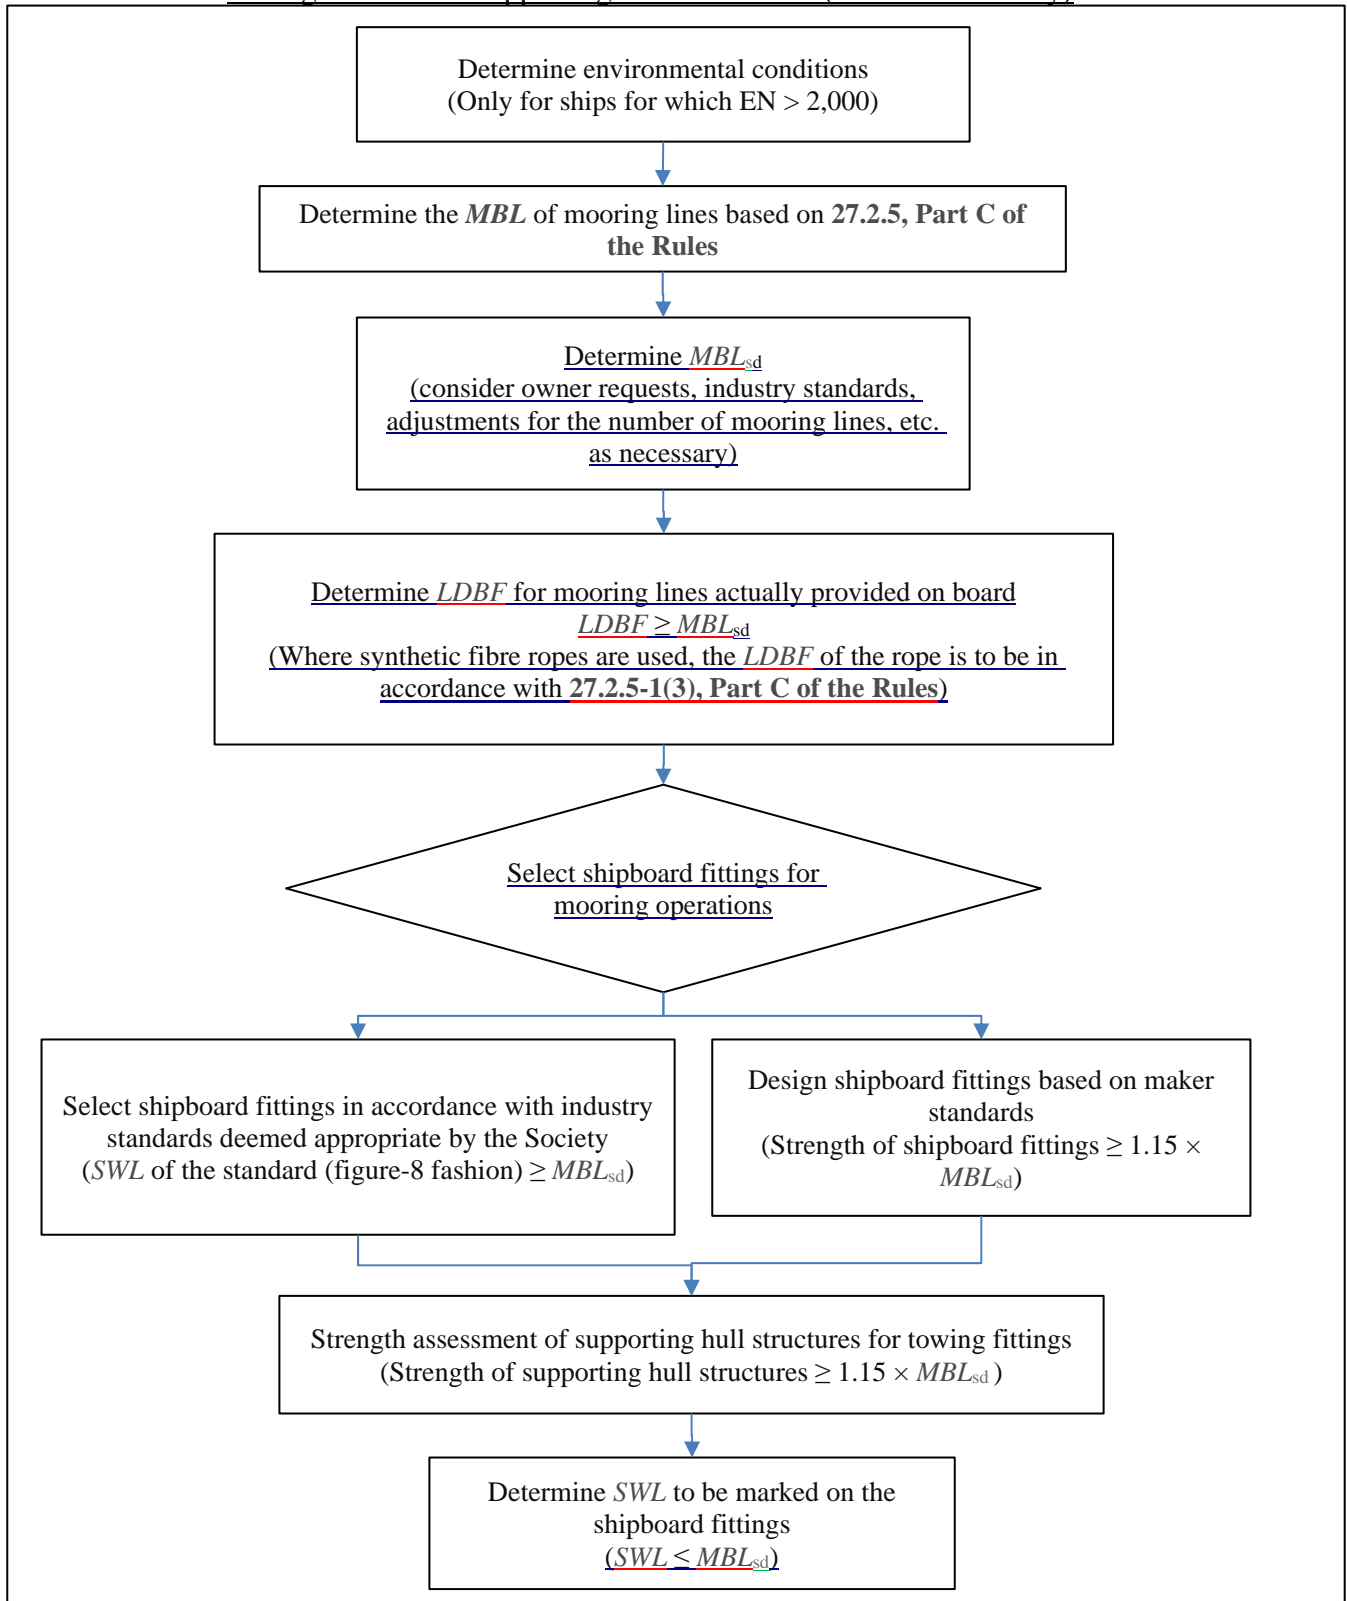 Determine environmental conditions
(Only for ships for which EN > 2,000)
Determine the MBL of mooring lines based on 27.2.5, Part C of
the Rules
Determine MBLsd
(consider owner requests, industry standards,
adjustments for the number of mooring lines, etc.
as necessary)
Determine LDBF for mooring lines actually provided on board
LDBF ≥ MBLsd
(Where synthetic fibre ropes are used, the LDBF of the rope is to be in
accordance with 27.2.5-1(3), Part C of the Rules)
Select shipboard fittings for
mooring operations
Select shipboard fittings in accordance with industry
standards deemed appropriate by the Society
(SWL of the standard (figure-8 fashion) ≥ MBLsd)
Design shipboard fittings based on maker
standards
(Strength of shipboard fittings ≥ 1.15 ×
MBLsd)
Strength assessment of supporting hull structures for towing fittings
(Strength of supporting hull structures ≥ 1.15 × MBLsd )
Determine SWL to be marked on the
shipboard fittings
(SWL ≤ MBLsd)